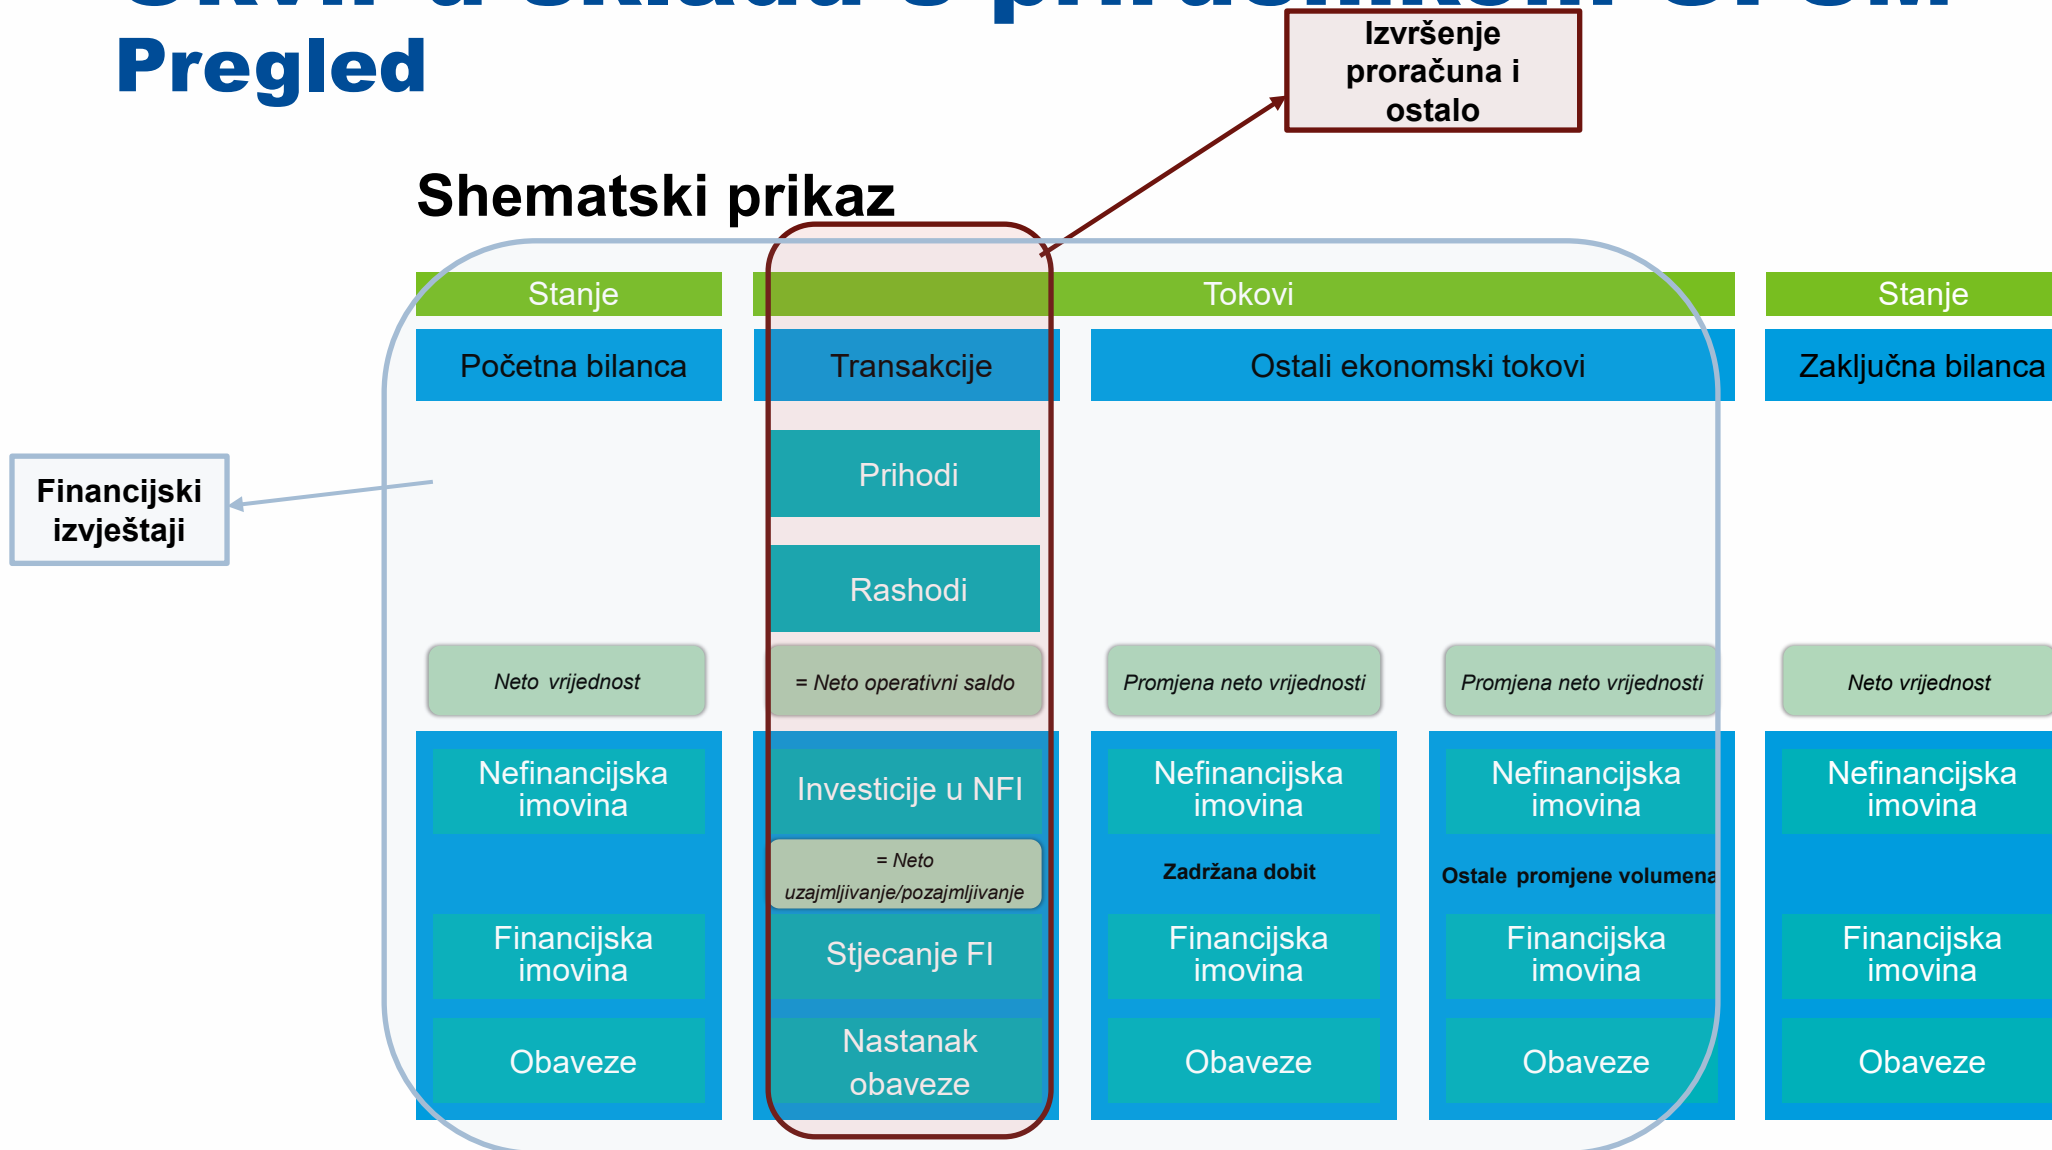 Pregled
Izvršenje
proračuna i
ostalo
Shematski prikaz
Stanje
Tokovi
Stanje
Početna bilanca
Transakcije
Ostali ekonomski tokovi
Zaključna bilanca
Financijski
izvještaji
Prihodi
Rashodi
Neto vrijednost
= Neto operativni saldo
Promjena neto vrijednosti
Promjena neto vrijednosti
Neto vrijednost
Nefinancijska
imovina
Investicije u NFI
Nefinancijska
imovina
Nefinancijska
imovina
Nefinancijska
imovina
= Neto
uzajmljivanje/pozajmljivanje
Zadržana dobit
Ostale promjene volumena
Financijska
imovina
Stjecanje FI
Financijska
imovina
Financijska
imovina
Financijska
imovina
Obaveze
Nastanak
obaveze
Obaveze
Obaveze
Obaveze